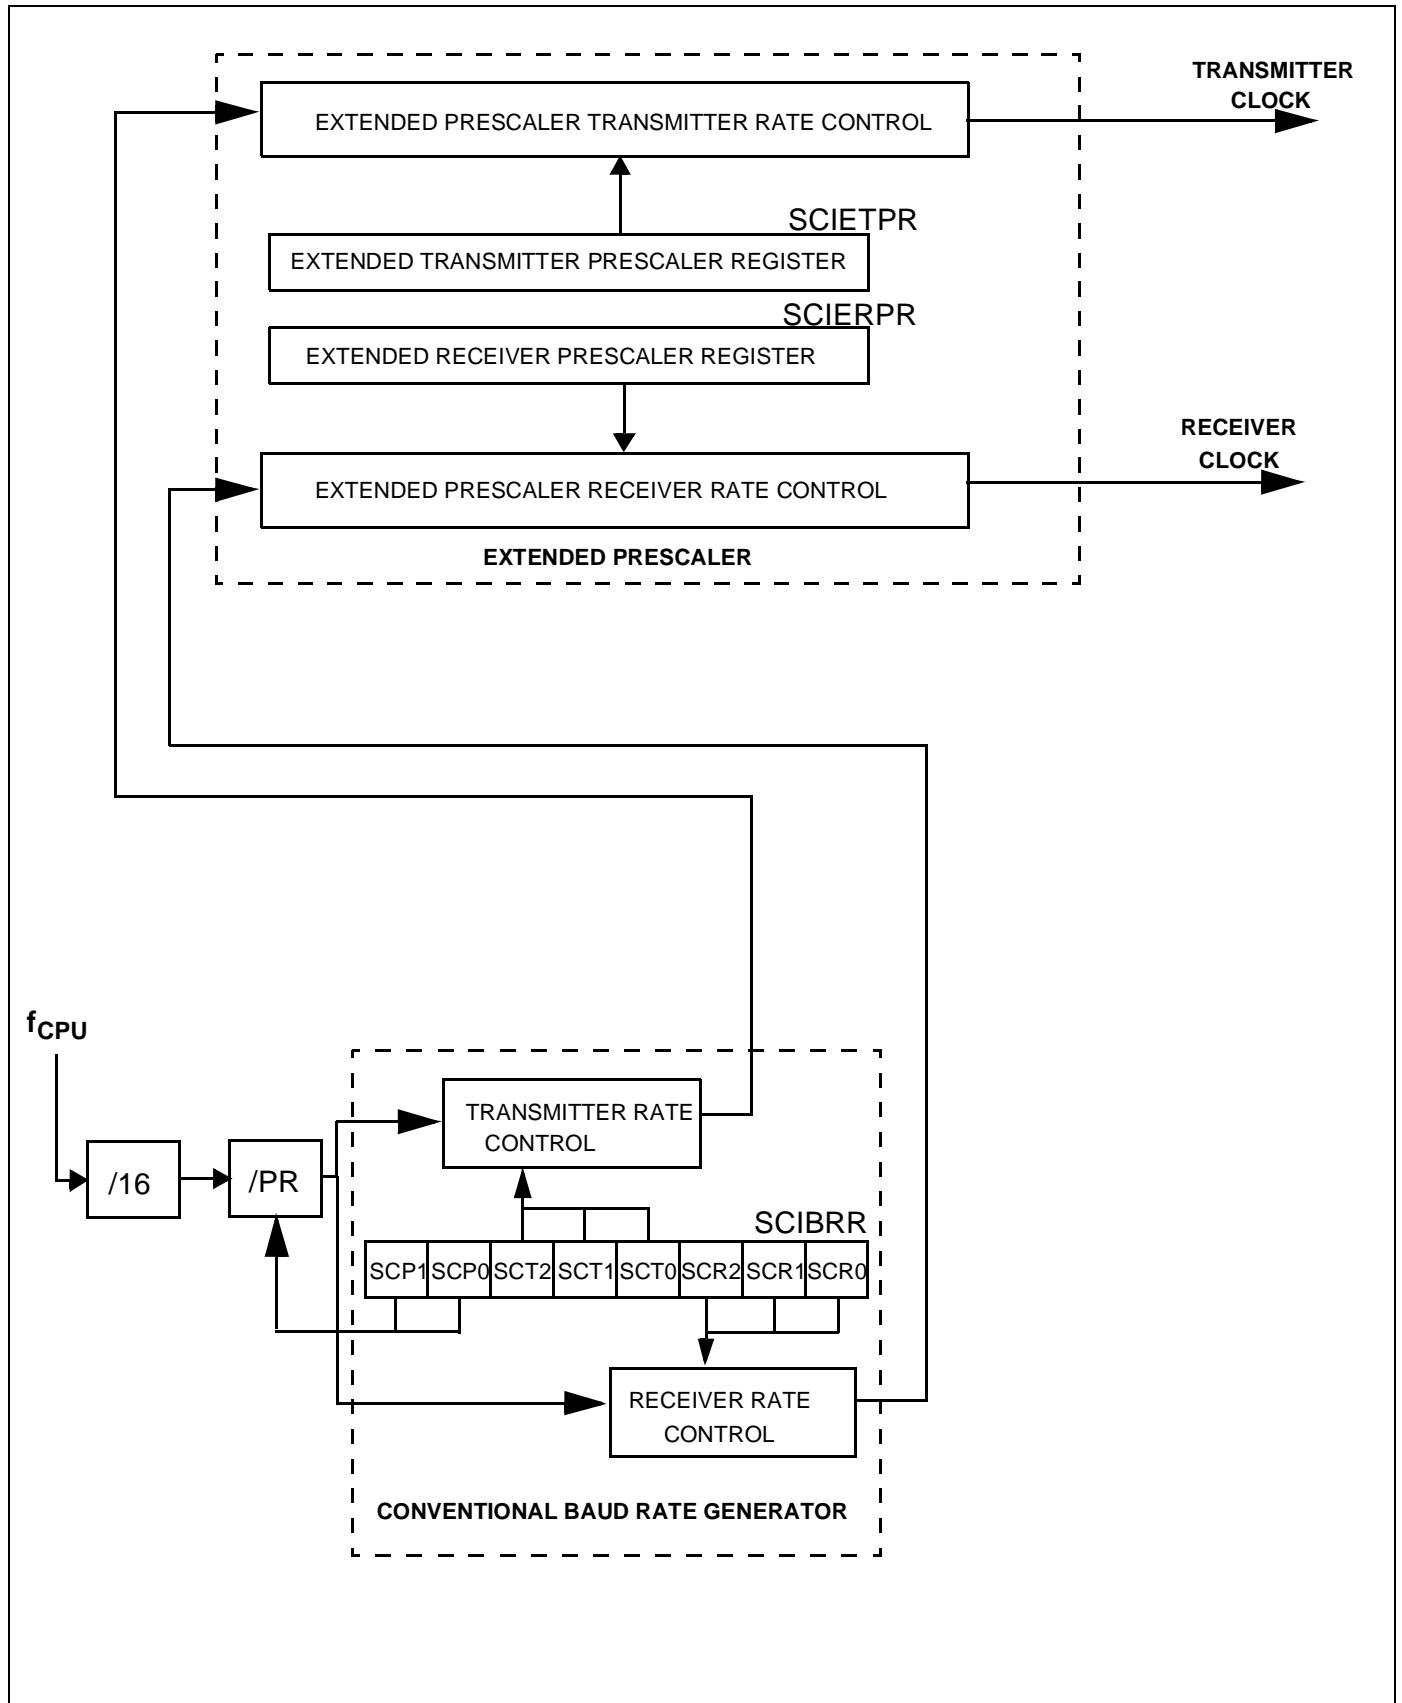 TRANSMITTER
CLOCK
EXTENDED PRESCALER TRANSMITTER RATE CONTROL
SCIETPR
EXTENDED TRANSMITTER PRESCALER REGISTER
SCIERPR
EXTENDED RECEIVER PRESCALER REGISTER
RECEIVER
CLOCK
EXTENDED PRESCALER RECEIVER RATE CONTROL
EXTENDED PRESCALER
fCPU
TRANSMITTER RATE
CONTROL
/16
/PR
SCIBRR
SCP1 SCP0 SCT2 SCT1 SCT0 SCR2 SCR1 SCR0
RECEIVER RATE
CONTROL
CONVENTIONAL BAUD RATE GENERATOR